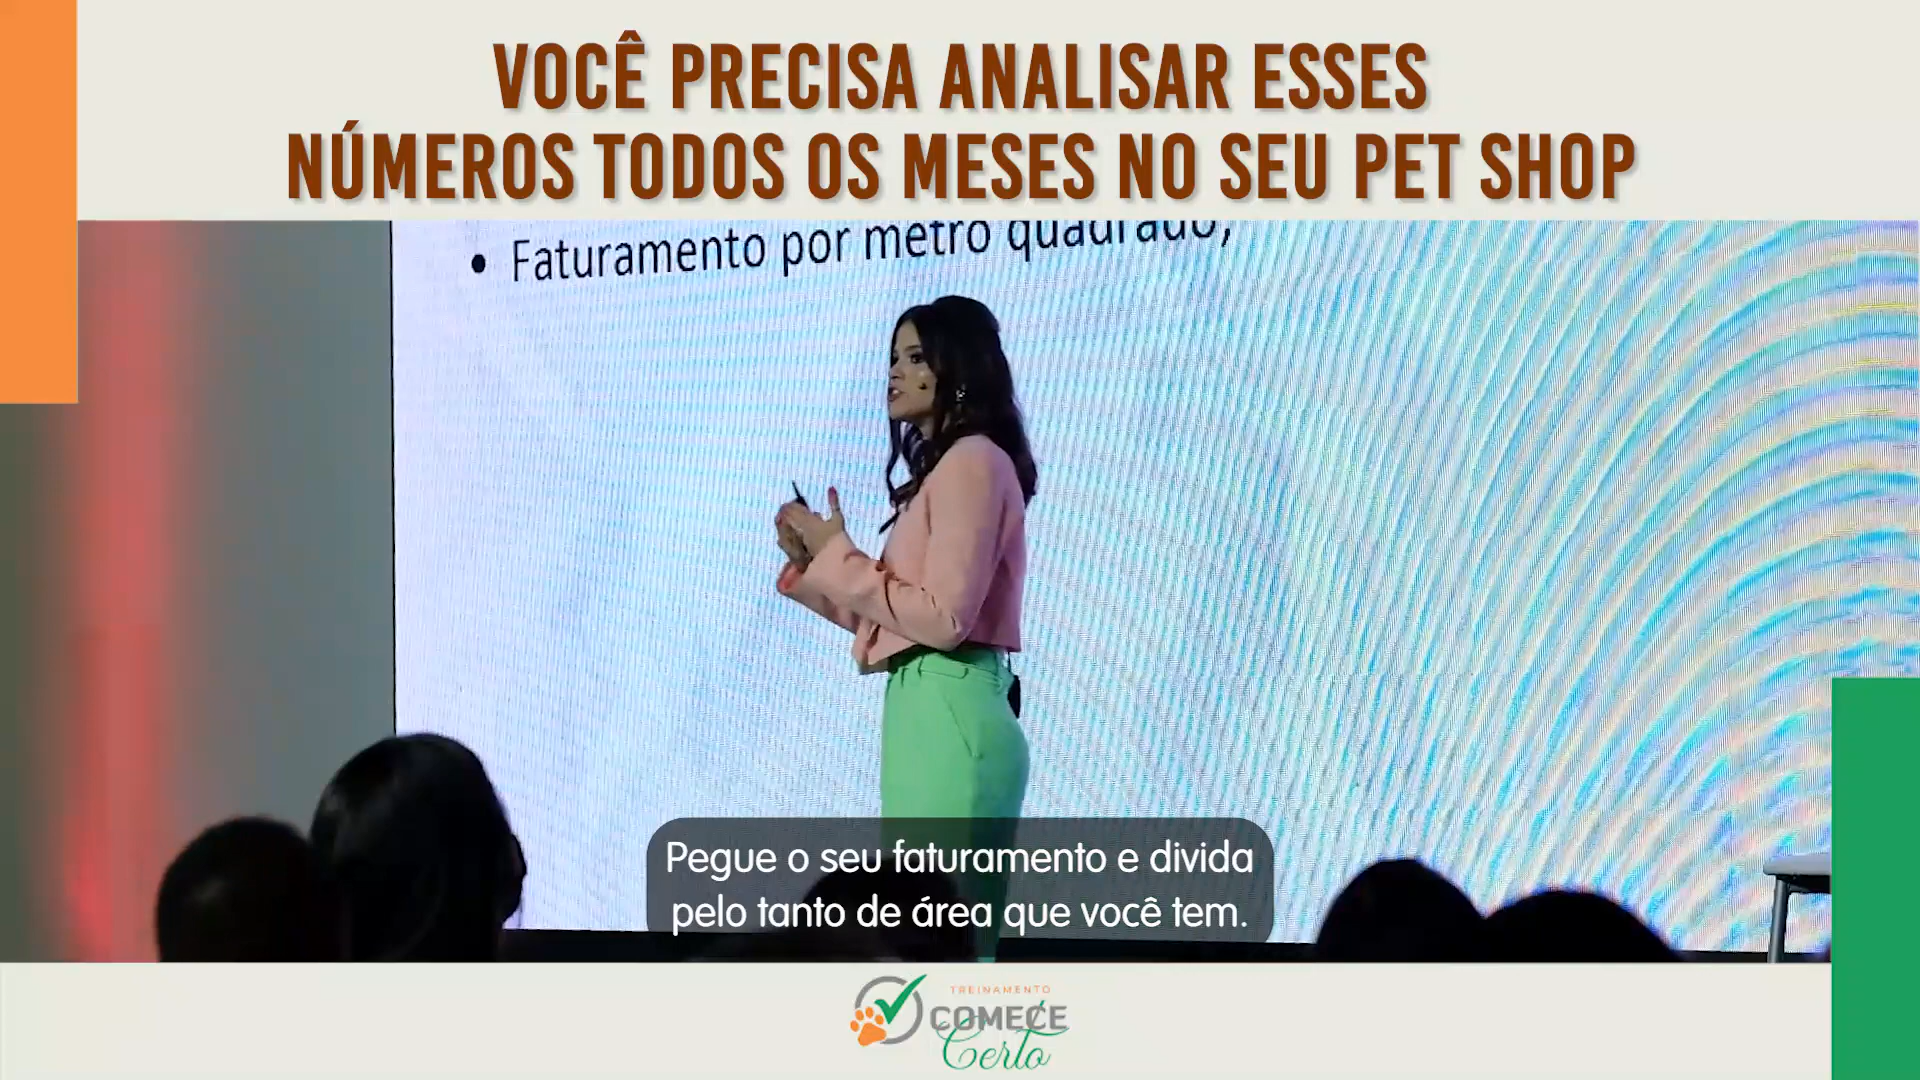 VOCÊ PRECISA ANALISAR ESSES
NÚMEROS TODOS OS MESES NO SEU PET SHOP
• Faturamento por metro quadrado;
Pegue o seu faturamento e divida
pelo tanto de área que você tem.
TREINAMENTO
COMECE
Certo